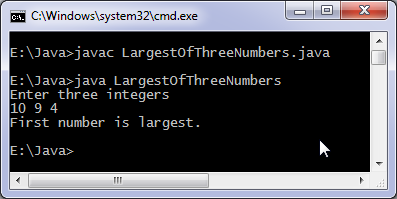 C:\Windows\system32\cmd.exe
E:\Java>javac LargestOfThreeNumbers.java
E:\Java>java LargestOfThreeNumbers
Enter three integers
10 9 4
First number is largest.
E:\Java>